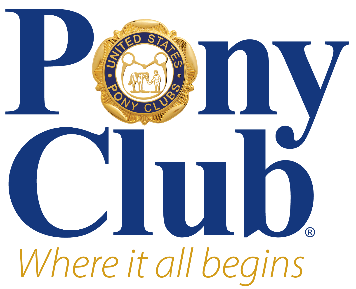 Pony
UNITED STATES
PONY CLUBS
Club®
Where it all begins